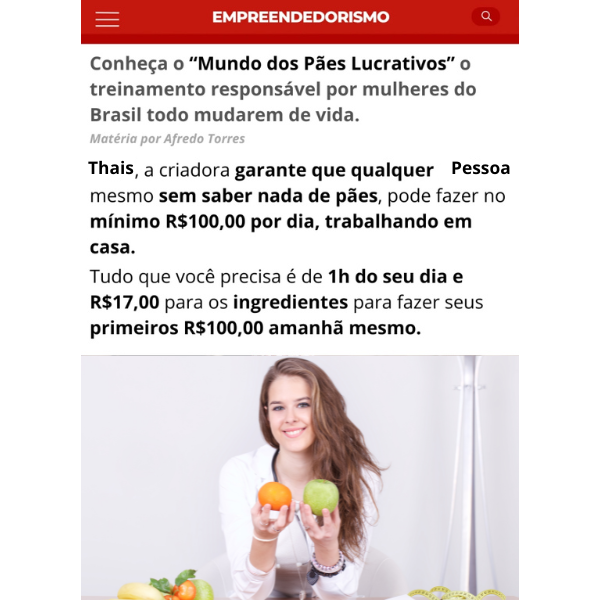 EMPREENDEDORISMO
Conheça o “Mundo dos Pães Lucrativos” o
treinamento responsável por mulheres do
Brasil todo mudarem de vida.
Matéria por Afredo Torres
Thais, a criadora garante que qualquer Pessoa
mesmo sem saber nada de pães, pode fazer no
mínimo R$100,00 por dia, trabalhando em
casa.
Tudo que você precisa é de 1h do seu dia e
R$17,00 para os ingredientes para fazer seus
primeiros R$100,00 amanhã mesmo.